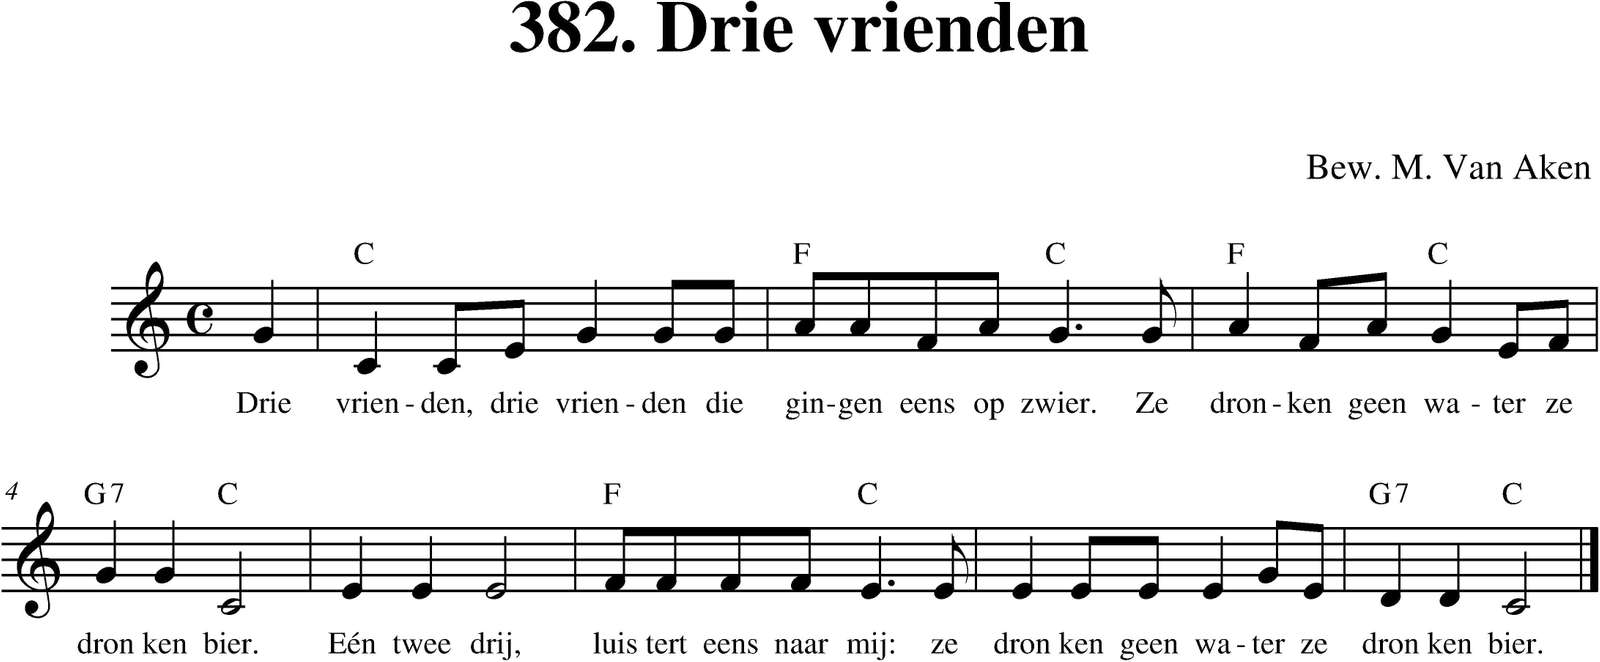 382. Drie vrienden
Bew. M. Van Aken
C F C F C
Drie vrien - den, drie vrien - den die gin - gen eens op zwier. Ze dron - ken geen wa - ter ze
4 G7 C F C G7 C
dron ken bier. Eén twee drij, luis tert eens naar mij: ze dron ken geen wa - ter ze dron ken bier.